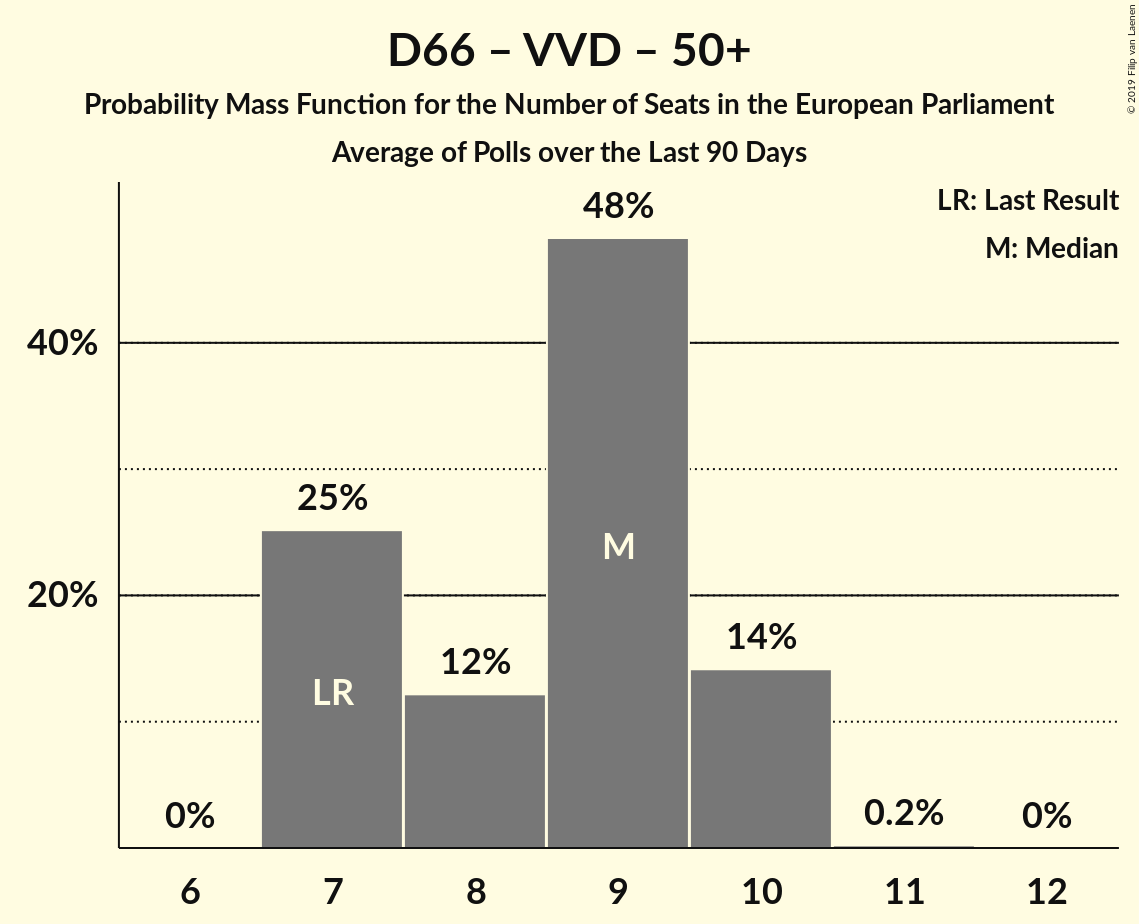 D66 – VVD – 50+
Probability Mass Function for the Number of Seats in the European Parliament
Average of Polls over the Last 90 Days
© 2019 Filip van Laenen
LR: Last Result
M: Median
48%
40%
25%
M
20%
14%
12%
LR
0%
0.2%
0%
6
7
8
9
10
11
12